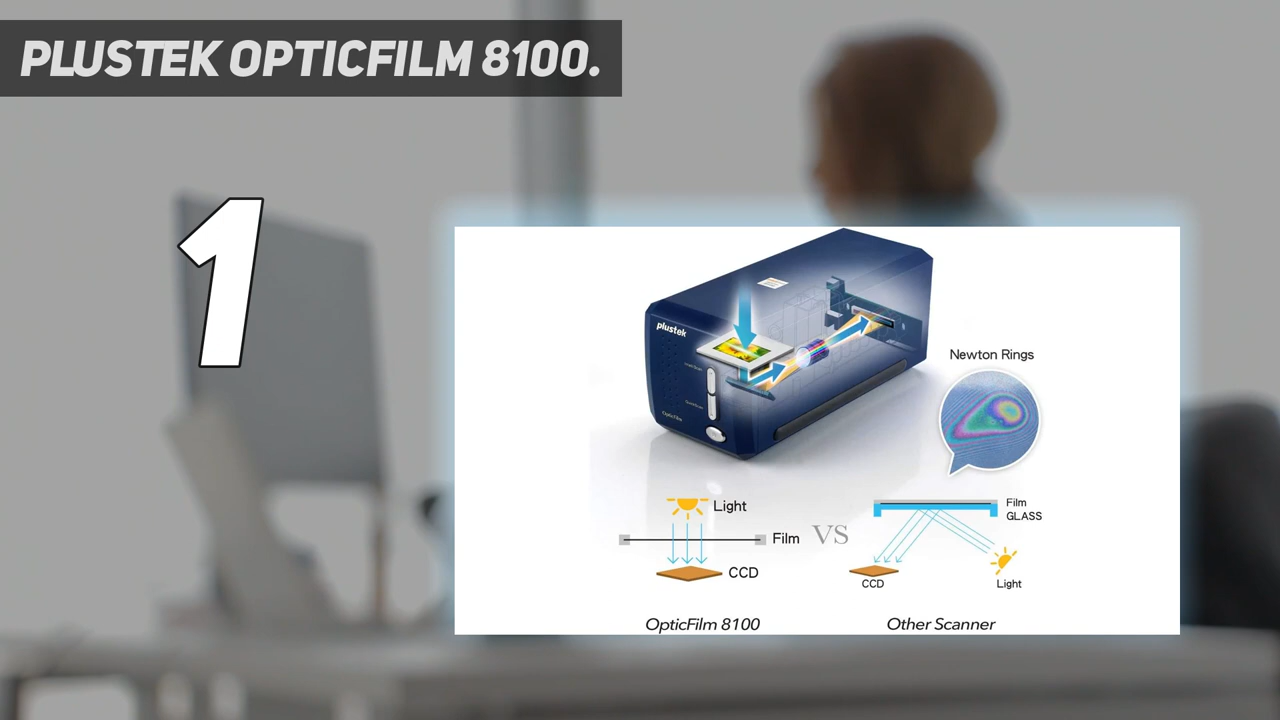 PLUSTEK OPTICFILM 8100.
1
plustek
OpticFilm
Newton Rings
Light
Film
VS
CCD
Film
GLASS
CCD
Light
OpticFilm 8100
Other Scanner